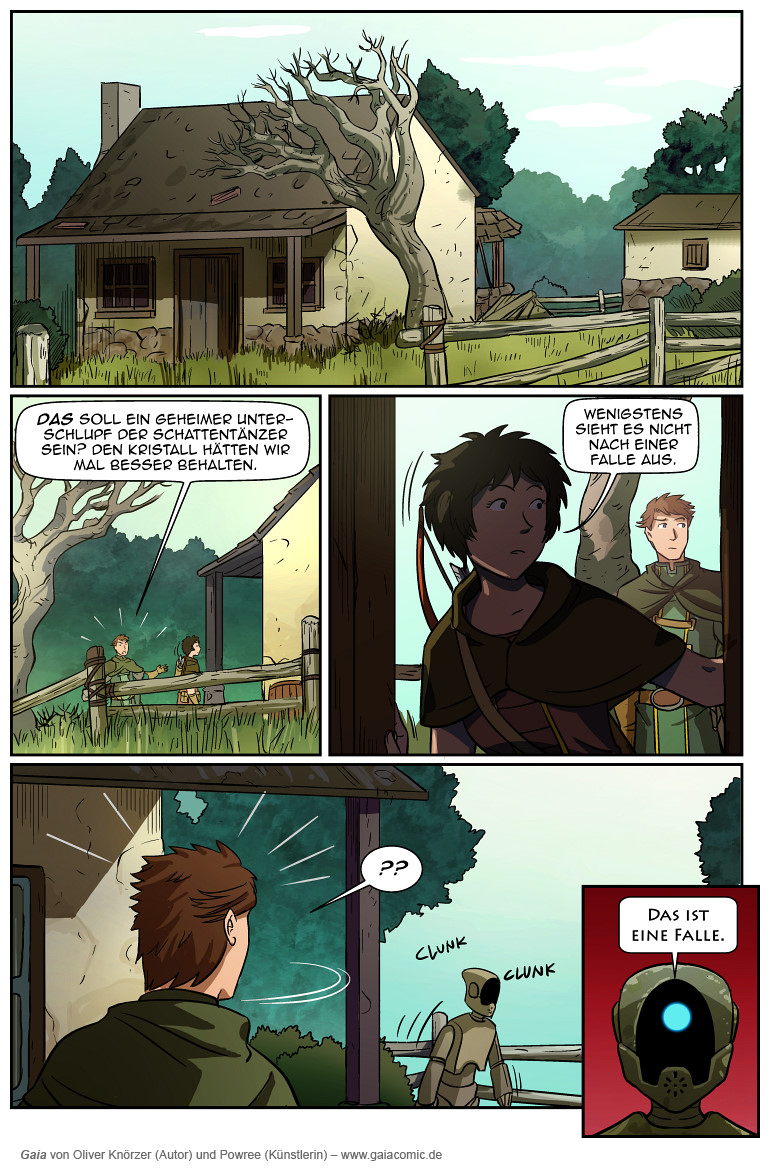 DAS SOLL EIN GEHEIMER UNTER-
SCHLUPF DER SCHATTENTÄNZER
SEIN? DEN KRISTALL HÄTTEN WIR
MAL BESSER BEHALTEN.
WENIGSTENS
SIEHT ES NICHT
NACH EINER
FALLE AUS.
??
CLUNK
CLUNK
DAS IST
EINE FALLE.
Gaia von Oliver Knörzer (Autor) und Powree (Künstlerin) – www.gaiacomic.de